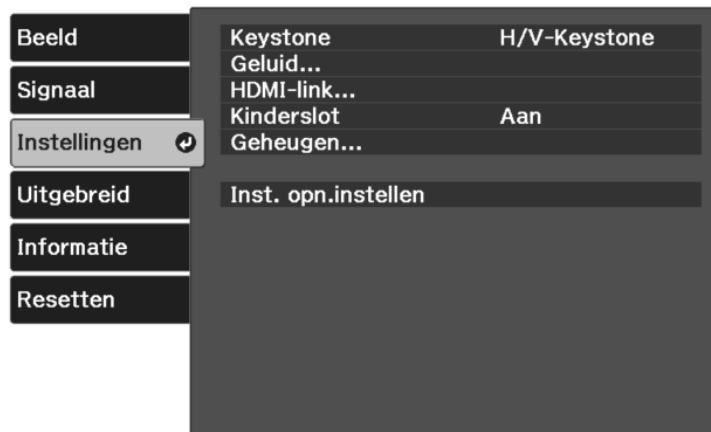 Beeld
Signaal
Instellingen
Uitgebreid
Informatie
Resetten
Keystone H/V-Keystone
Geluid...
HDMI-link...
Kinderslot Aan
Geheugen...
Inst. opn.instellen